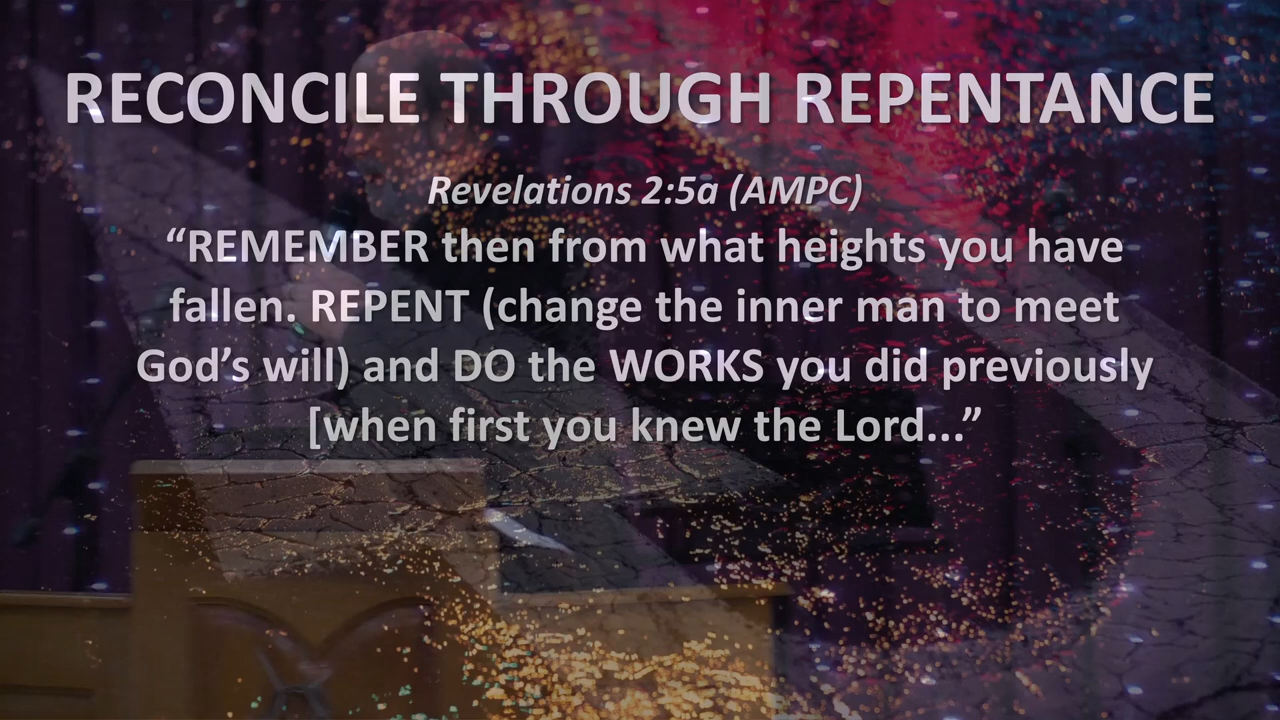 RECONCILE THROUGH REPENTANCE
Revelations 2:5a (AMPC)
“REMEMBER then from what heights you have
fallen. REPENT (change the inner man to meet
God’s will) and DO the WORKS you did previously
[when first you knew the Lord...”